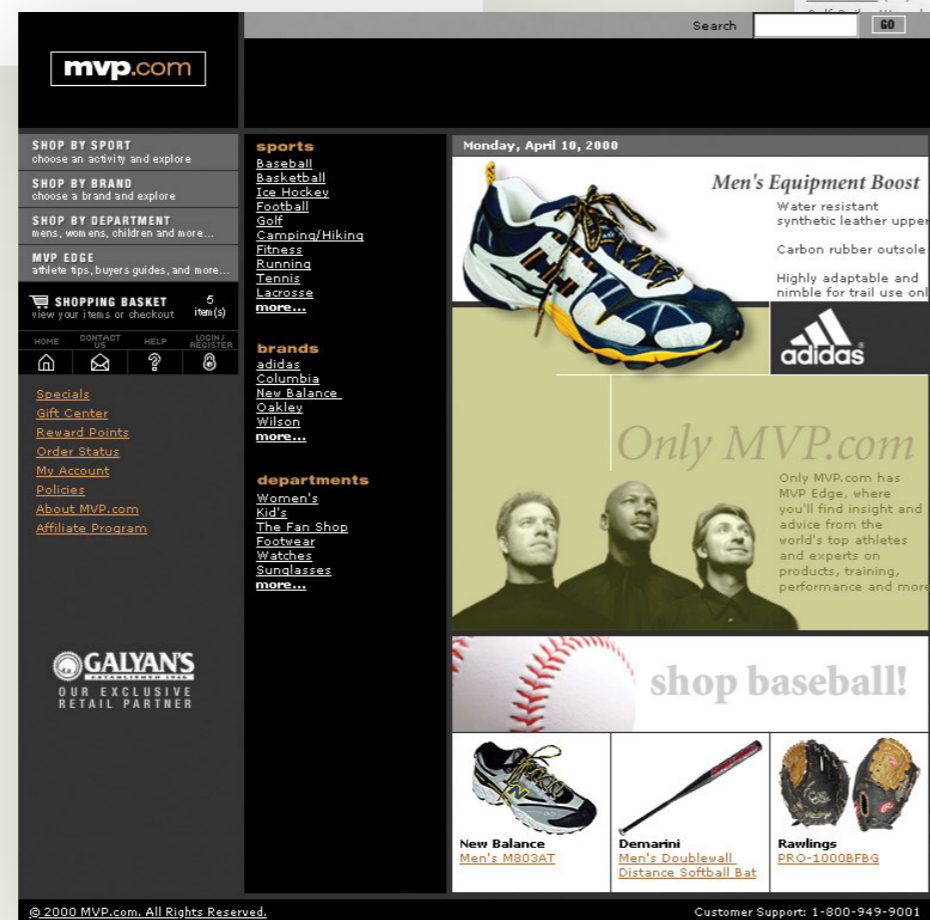 Search
GO
mvp.com
SHOP BY SPORT
choose an activity and explore
SHOP BY BRAND
choose a brand and explore
SHOP BY DEPARTMENT
mens, womens, children and more...
MVP EDGE
athlete tips, buyers guides, and more...
SHOPPING BASKET
view your items or checkout
5
item(s)
HOME
CONTACT US
HELP
LOGIN/ REGISTER
Specials
Gift Center
Reward Points
Order Status
My Account
Policies
About MVP.com
Affiliate Program
GALYAN'S
ESTABLISHED 1946
OUR EXCLUSIVE
RETAIL PARTNER
sports
Baseball
Basketball
Ice Hockey
Football
Golf
Camping/Hiking
Fitness
Running
Tennis
Lacrosse
more...
brands
adidas
Columbia
New Balance
Oakley
Wilson
more...
departments
Women's
Kid's
The Fan Shop
Footwear
Watches
Sunglasses
more...
Monday, April 10, 2000
Men's Equipment Boost
Water resistant
synthetic leather upper
Carbon rubber outsole
Highly adaptable and
nimble for trail use onl
adidas
Only MVP.com
Only MVP.com has
MVP Edge, where
you'll find insight and
advice from the
world's top athletes
and experts on
products, training,
performance and more
shop baseball!
New Balance
Men's M803AT
Demarini
Men's Doublewall
Distance Softball Bat
Rawlings
PRO-1000BFBG
© 2000 MVP.com. All Rights Reserved.
Customer Support: 1-800-949-9001